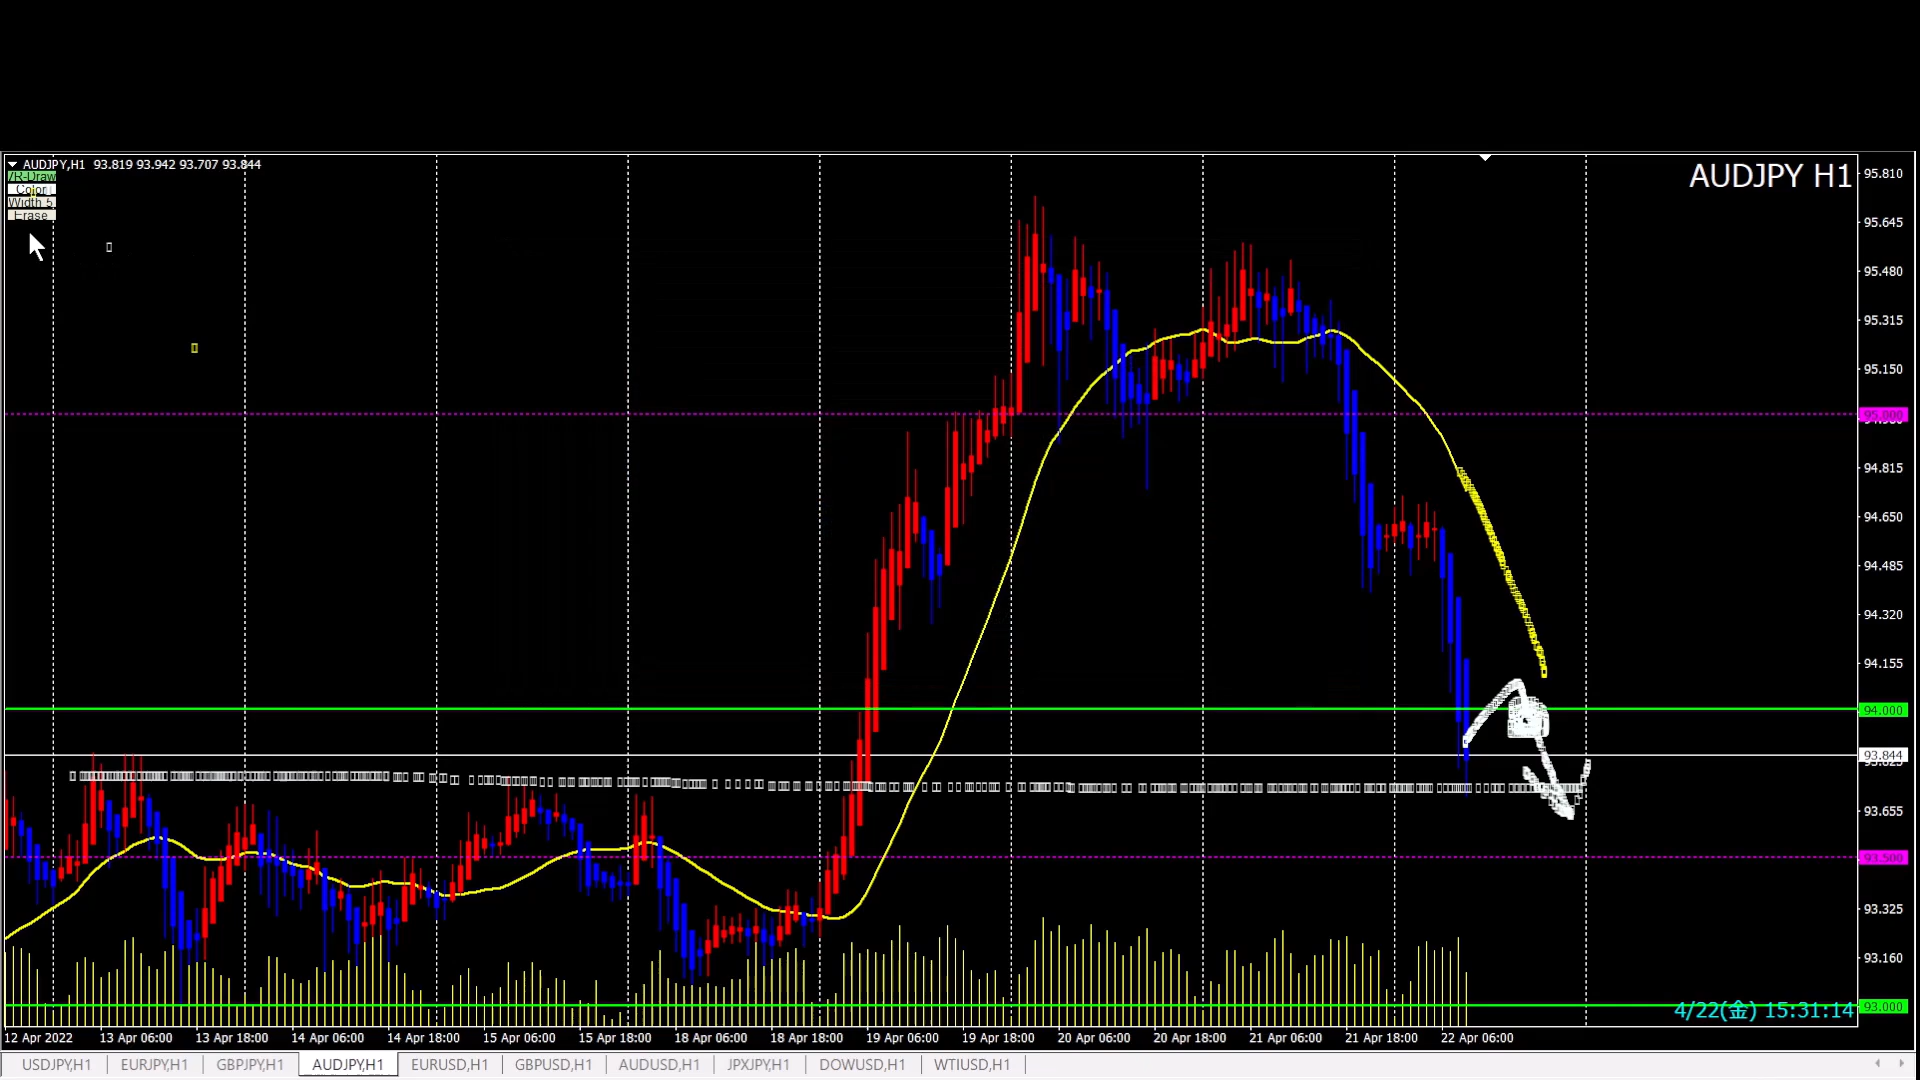 AUDJPY,H1 93.819 93.942 93.707 93.844
AUDJPY H1
VR-Draw
Color
Width 5
Erase
95.810
95.645
95.480
95.315
95.150
95.000
94.815
94.650
94.485
94.320
94.155
94.000
93.844
93.655
93.500
93.325
93.160
93.000
4/22(金) 15:31:14
12 Apr 2022 13 Apr 06:00 13 Apr 18:00 14 Apr 06:00 14 Apr 18:00 15 Apr 06:00 15 Apr 18:00 18 Apr 06:00 18 Apr 18:00 19 Apr 06:00 19 Apr 18:00 20 Apr 06:00 20 Apr 18:00 21 Apr 06:00 21 Apr 18:00 22 Apr 06:00
USDJPY,H1 EURJPY,H1 GBPJPY,H1 AUDJPY,H1 EURUSD,H1 GBPUSD,H1 AUDUSD,H1 JPXJPY,H1 DOWUSD,H1 WTIUSD,H1